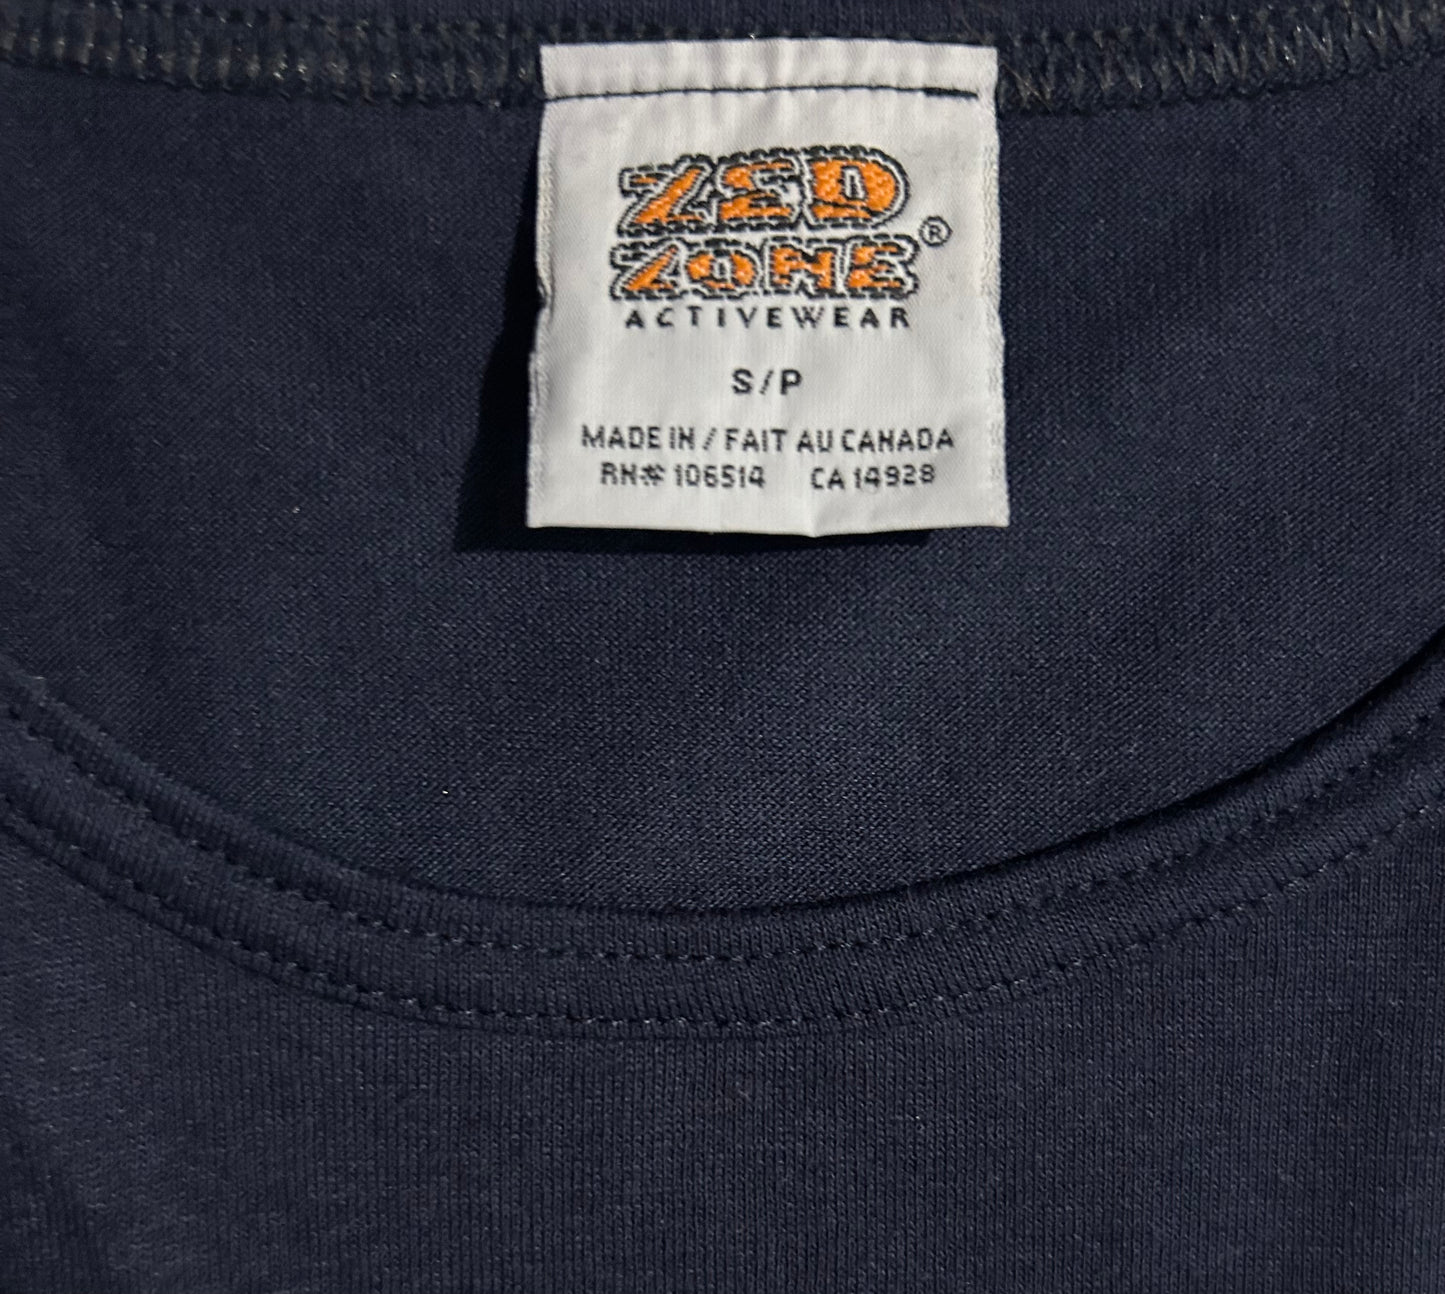 ZED
ZONE®
ACTIVEWEAR
S/P
MADE IN / FAIT AU CANADA
RN# 106514 CA 14928